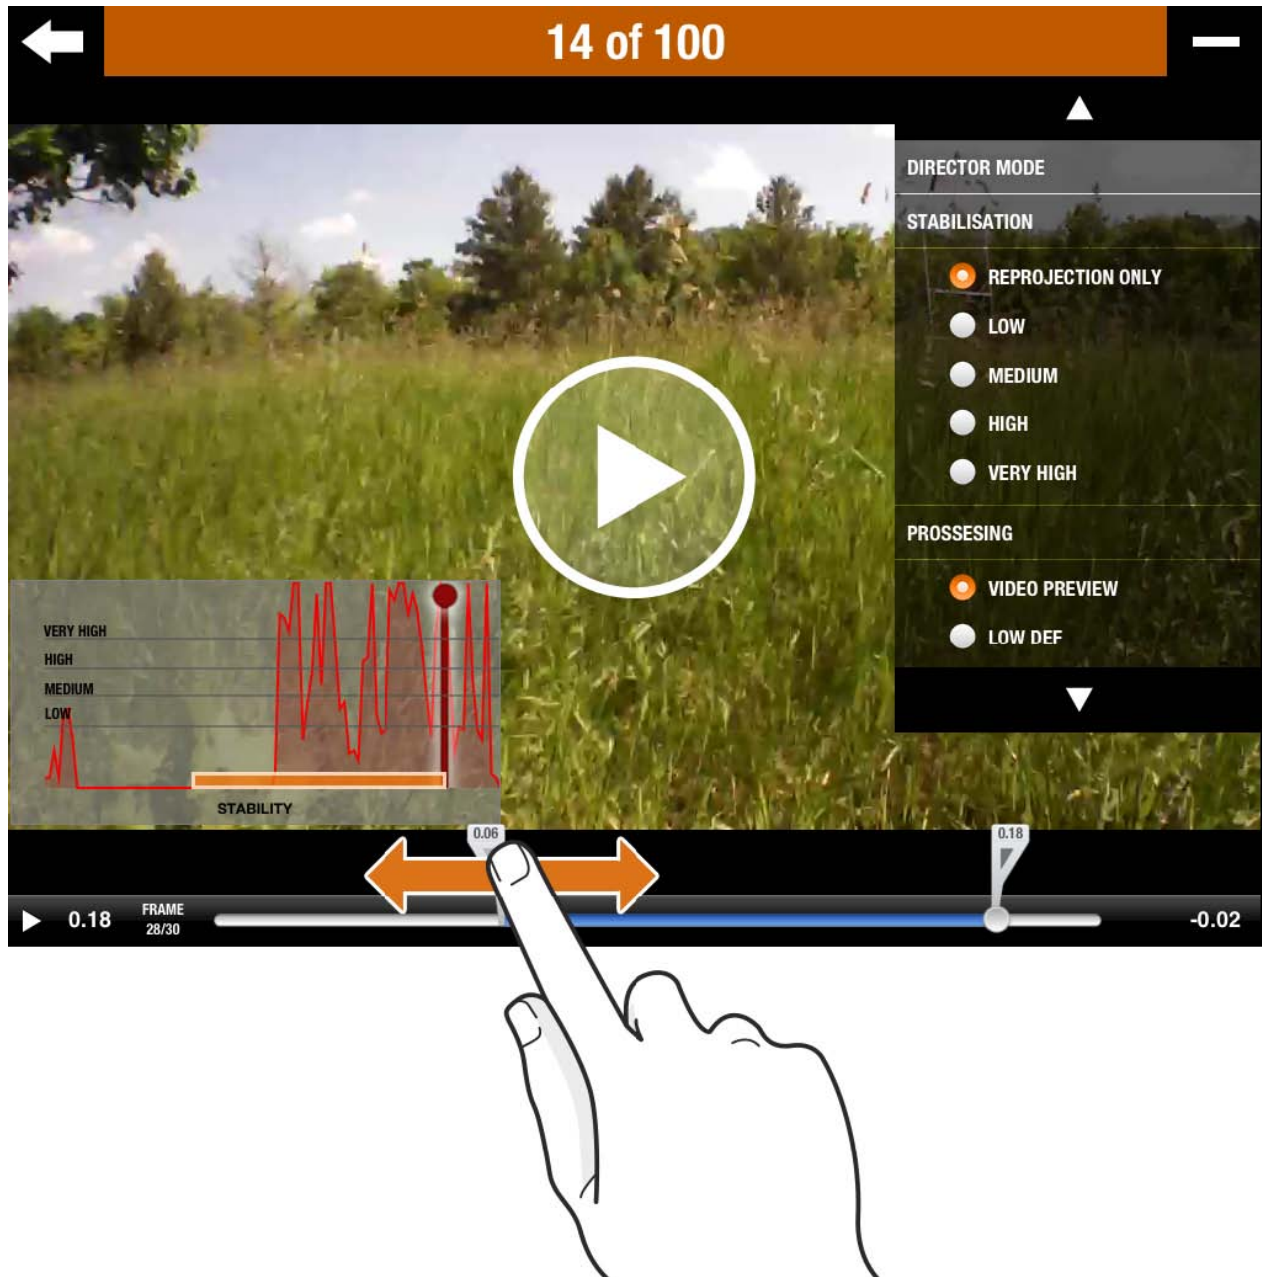 14 of 100
DIRECTOR MODE
STABILISATION
REPROJECTION ONLY
LOW
MEDIUM
HIGH
VERY HIGH
PROSSESING
VIDEO PREVIEW
LOW DEF
VERY HIGH
HIGH
MEDIUM
LOW
STABILITY
0.06
0.18
0.18
FRAME
28/30
-0.02